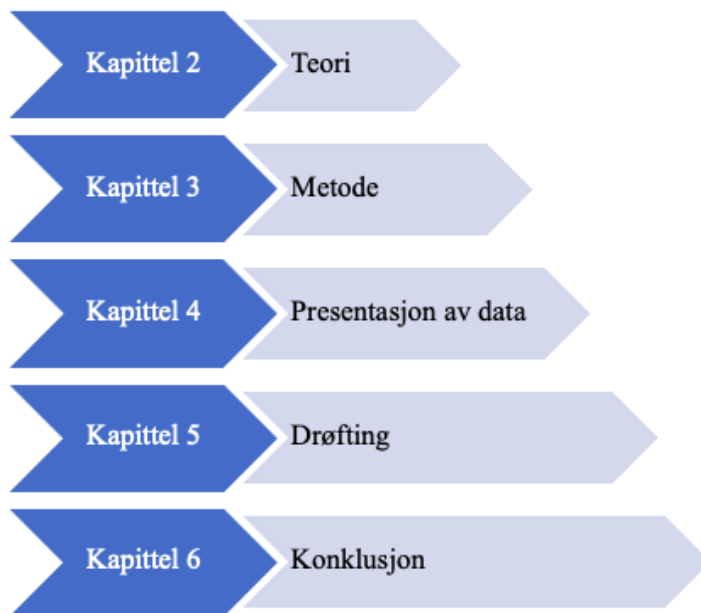 Kapittel 2 Teori
Kapittel 3 Metode
Kapittel 4 Presentasjon av data
Kapittel 5 Drøfting
Kapittel 6 Konklusjon